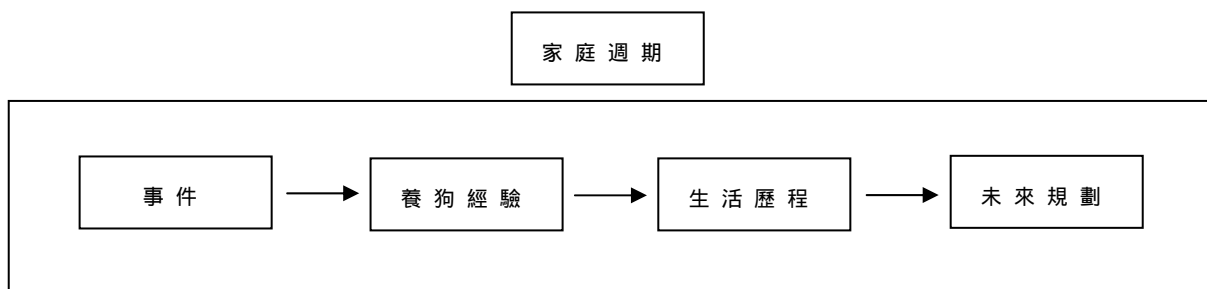 家庭週期
事件
養狗經驗
生活歷程
未來規劃